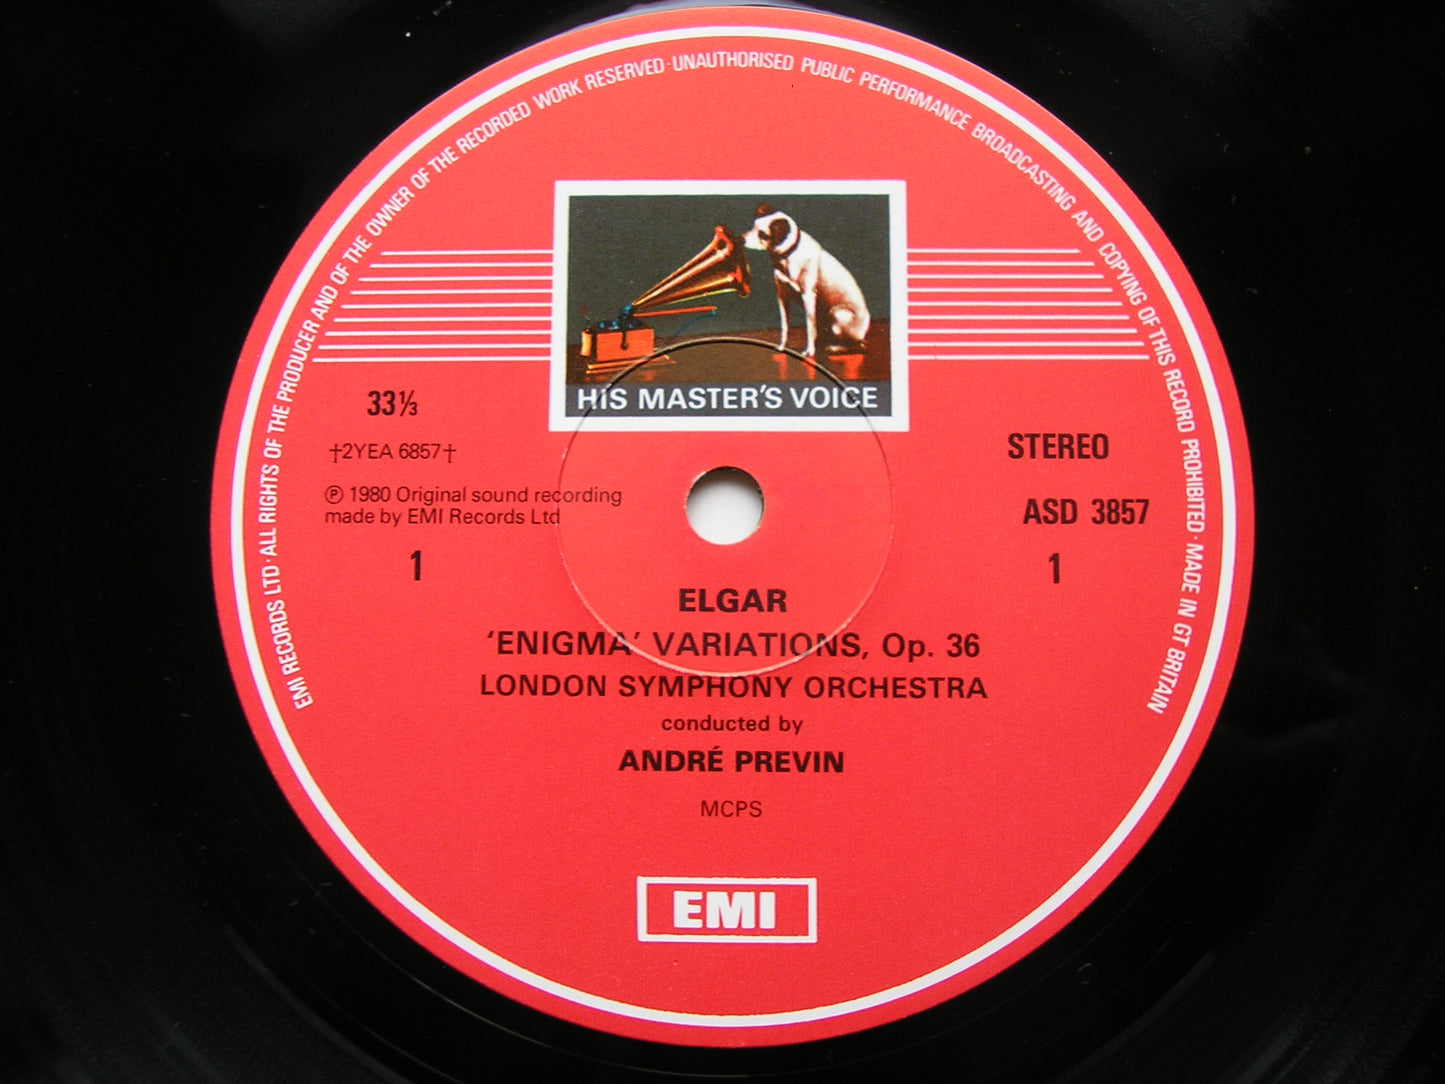 EMI RECORDS LTD · ALL RIGHTS OF THE PRODUCER AND OF THE OWNER OF THE RECORDED WORK RESERVED · UNAUTHORISED PUBLIC PERFORMANCE BROADCASTING AND COPYING OF THIS RECORD PROHIBITED · MADE IN GT BRITAIN
HIS MASTER'S VOICE
33⅓
†2YEA 6857†
℗ 1980 Original sound recording
made by EMI Records Ltd
1
STEREO
ASD 3857
1
ELGAR
'ENIGMA' VARIATIONS, Op. 36
LONDON SYMPHONY ORCHESTRA
conducted by
ANDRÉ PREVIN
MCPS
EMI